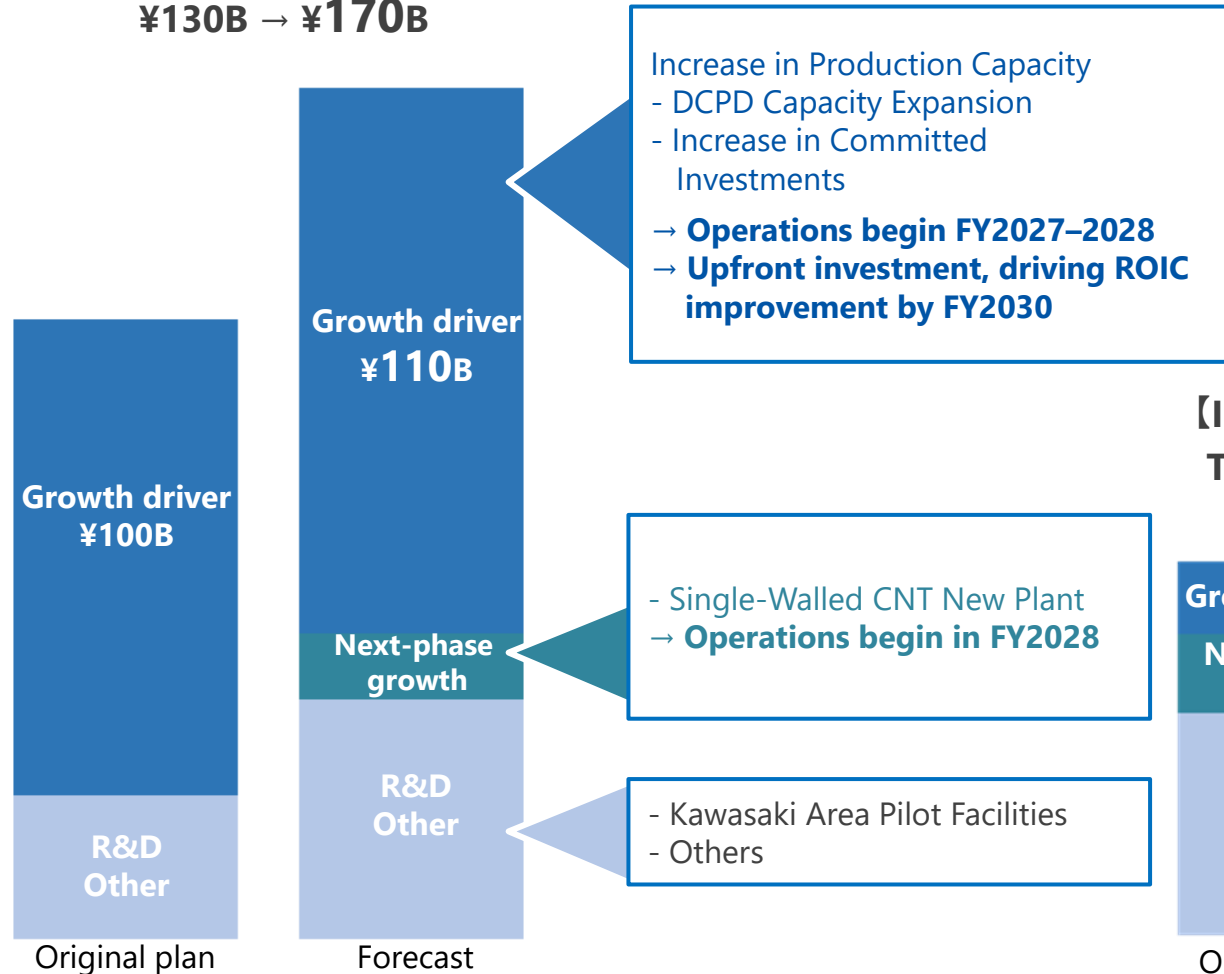 ¥130B → ¥170B
Increase in Production Capacity
- DCPD Capacity Expansion
- Increase in Committed
Investments
→ Operations begin FY2027–2028
→ Upfront investment, driving ROIC
improvement by FY2030
Growth driver
¥110B
Growth driver
¥100B
- Single-Walled CNT New Plant
→ Operations begin in FY2028
Next-phase
growth
R&D
Other
- Kawasaki Area Pilot Facilities
- Others
R&D
Other
Original plan
Forecast